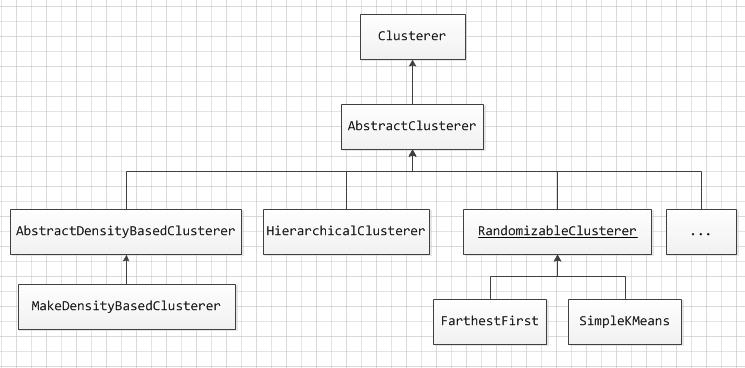 Clusterer
AbstractClusterer
AbstractDensityBasedClusterer
HierarchicalClusterer
RandomizableClusterer
...
MakeDensityBasedClusterer
FarthestFirst
SimpleKMeans